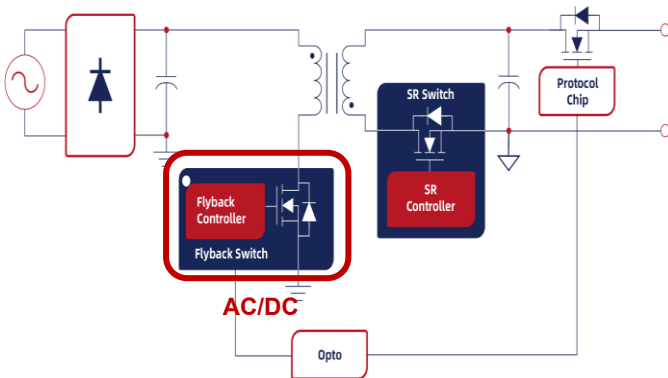 SR Switch
Protocol
Chip
Flyback
Controller
SR
Controller
Flyback Switch
AC/DC
Opto